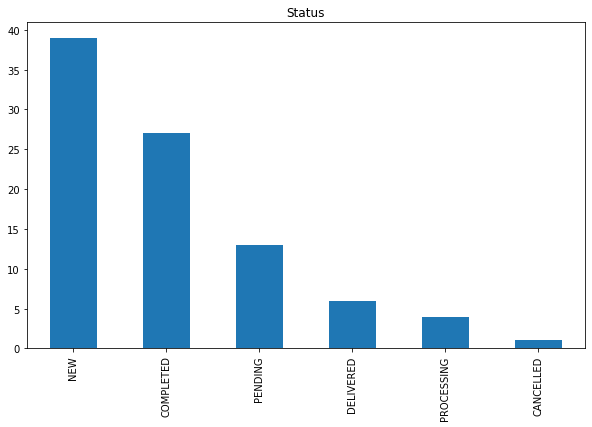 Status
40
35
30
25
20
15
10
5
0
NEW
COMPLETED
PENDING
DELIVERED
PROCESSING
CANCELLED